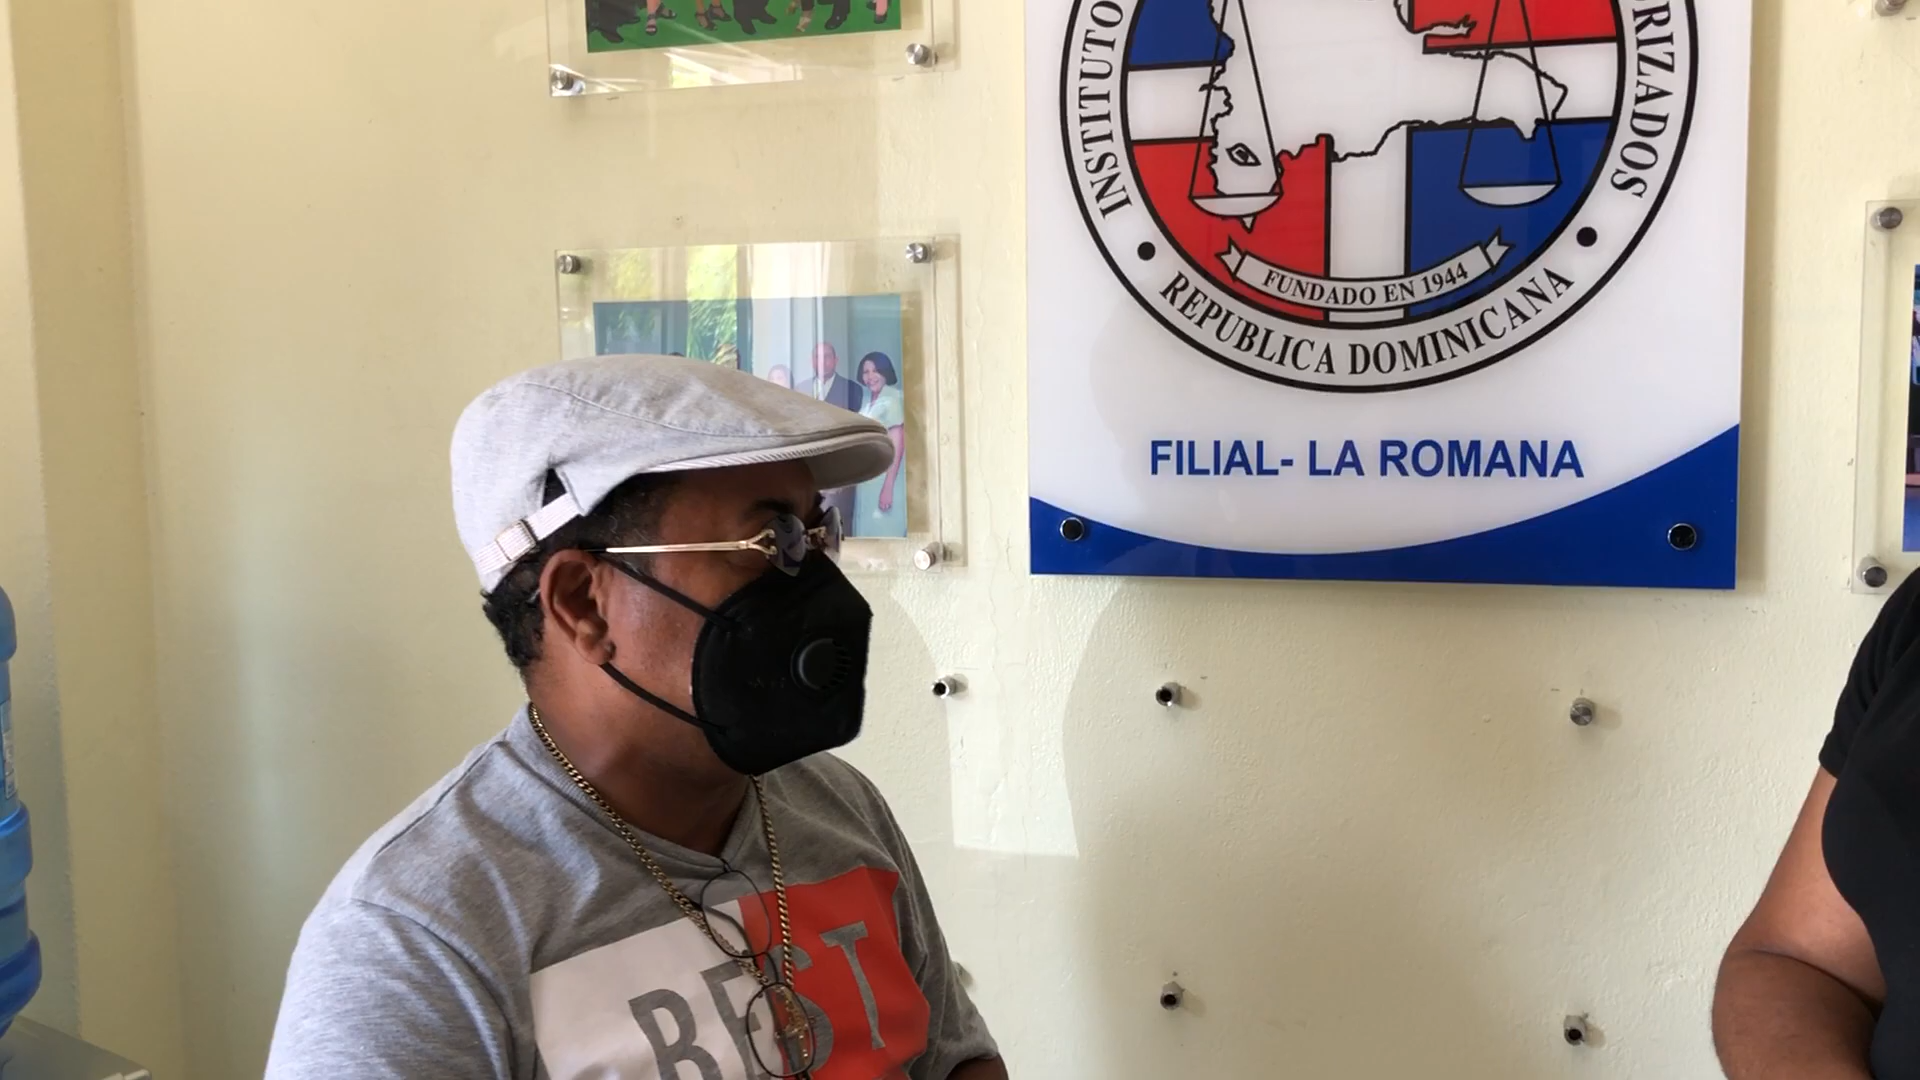 INSTITUTO
RIZADOS
FUNDADO EN 1944
REPUBLICA DOMINICANA
FILIAL- LA ROMANA
BEST